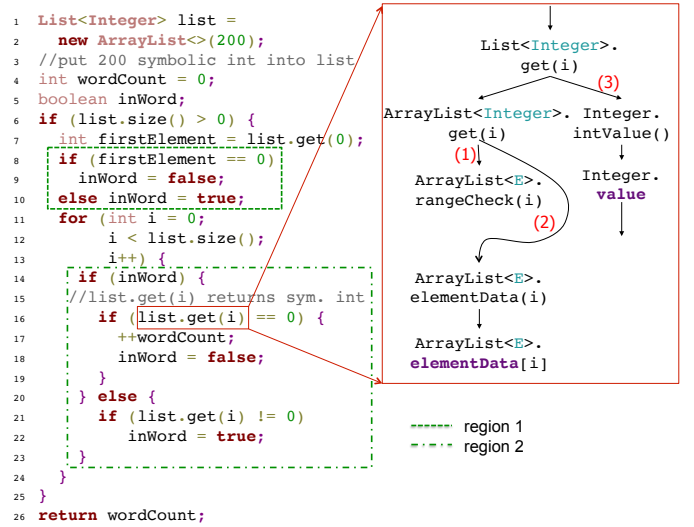 1 List<Integer> list =
2 new ArrayList<>(200);
3 //put 200 symbolic int into list
4 int wordCount = 0;
5 boolean inWord;
6 if (list.size() > 0) {
7 int firstElement = list.get(0);
8 if (firstElement == 0)
9 inWord = false;
10 else inWord = true;
11 for (int i = 0;
12 i < list.size();
13 i++) {
14 if (inWord) {
15 //list.get(i) returns sym. int
16 if (list.get(i) == 0) {
17 ++wordCount;
18 inWord = false;
19 }
20 } else {
21 if (list.get(i) != 0)
22 inWord = true;
23 }
24 }
25 }
26 return wordCount;
List<Integer>.
get(i)
(3)
ArrayList<Integer>.
get(i)
Integer.
intValue()
(1)
ArrayList<E>.
rangeCheck(i)
Integer.
value
(2)
ArrayList<E>.
elementData(i)
ArrayList<E>.
elementData[i]
region 1
region 2